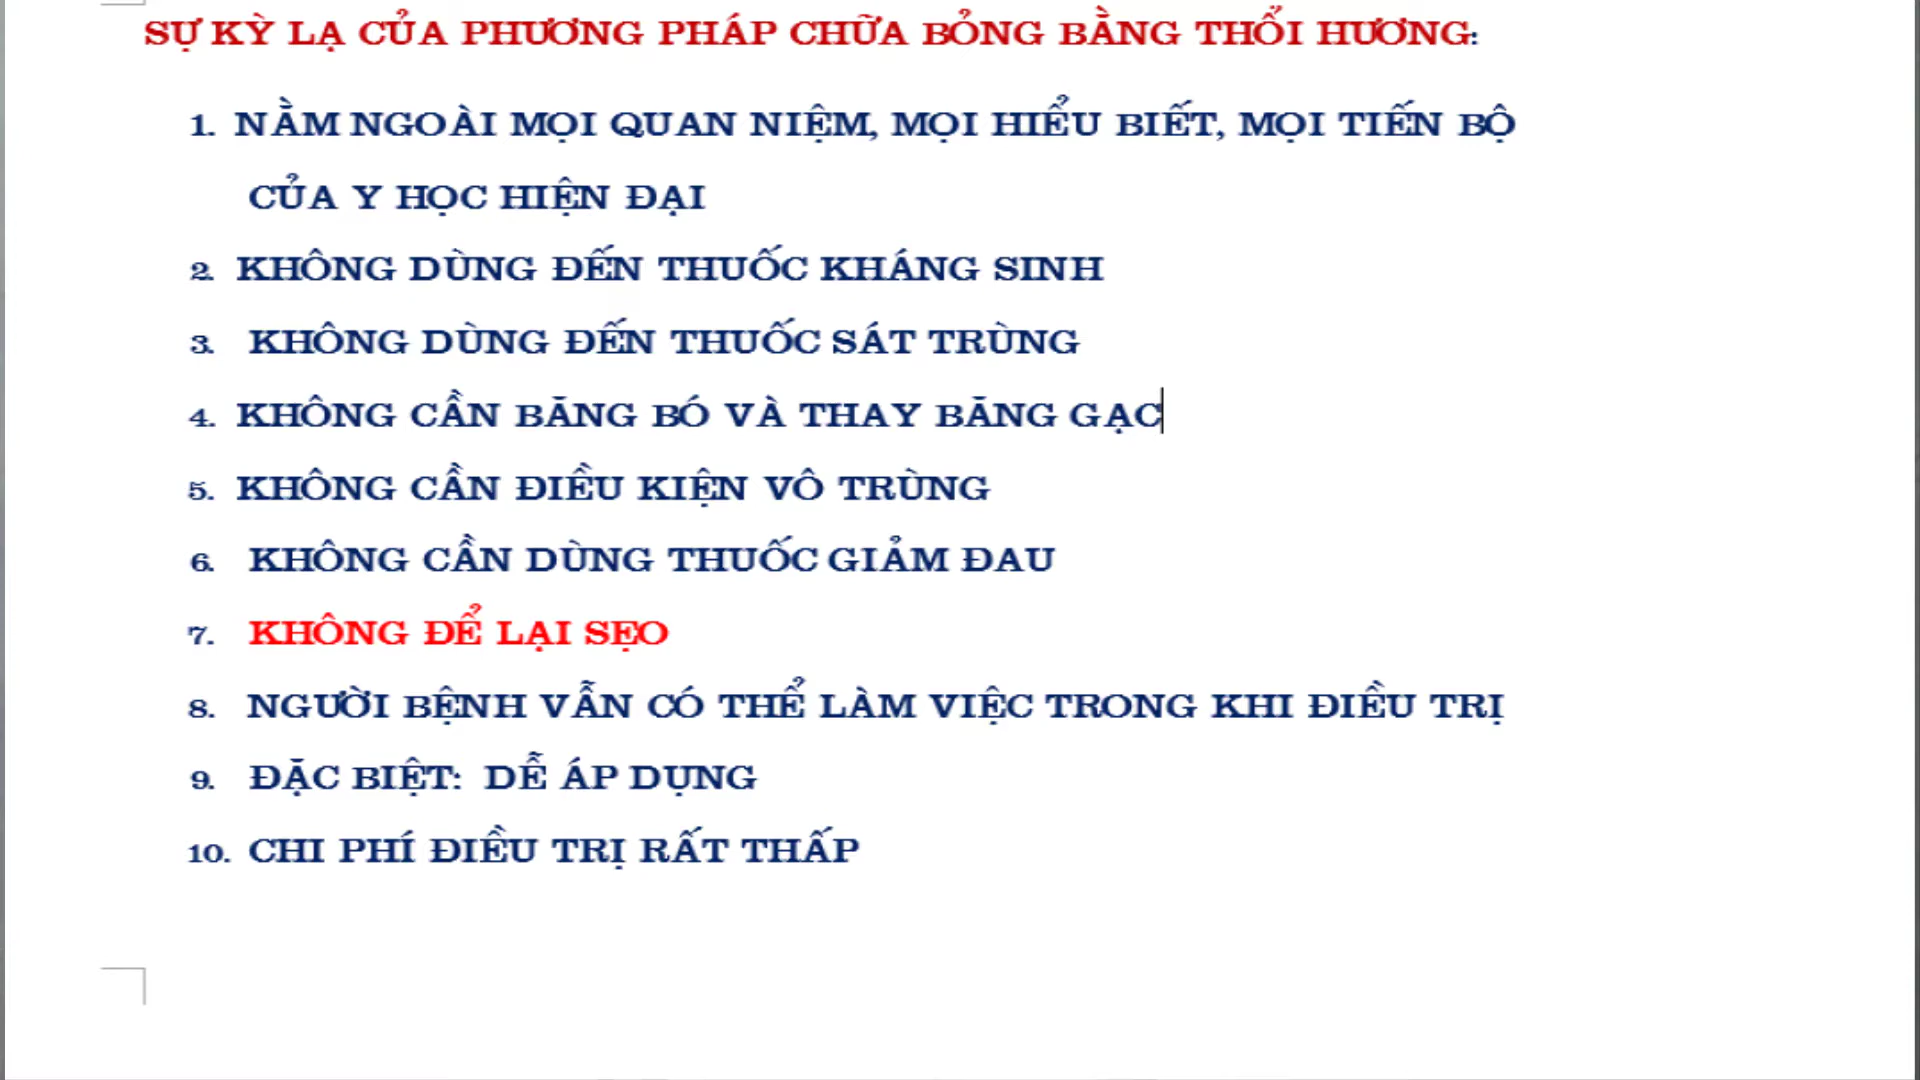 SỰ KỲ LẠ CỦA PHƯƠNG PHÁP CHỮA BỎNG BẰNG THỔI HƯƠNG:
1. NẰM NGOÀI MỌI QUAN NIỆM, MỌI HIỂU BIẾT, MỌI TIẾN BỘ
CỦA Y HỌC HIỆN ĐẠI
2. KHÔNG DÙNG ĐẾN THUỐC KHÁNG SINH
3. KHÔNG DÙNG ĐẾN THUỐC SÁT TRÙNG
4. KHÔNG CẦN BĂNG BÓ VÀ THAY BĂNG GẠC
5. KHÔNG CẦN ĐIỀU KIỆN VÔ TRÙNG
6. KHÔNG CẦN DÙNG THUỐC GIẢM ĐAU
7. KHÔNG ĐỂ LẠI SẸO
8. NGƯỜI BỆNH VẪN CÓ THỂ LÀM VIỆC TRONG KHI ĐIỀU TRỊ
9. ĐẶC BIỆT: DỄ ÁP DỤNG
10. CHI PHÍ ĐIỀU TRỊ RẤT THẤP